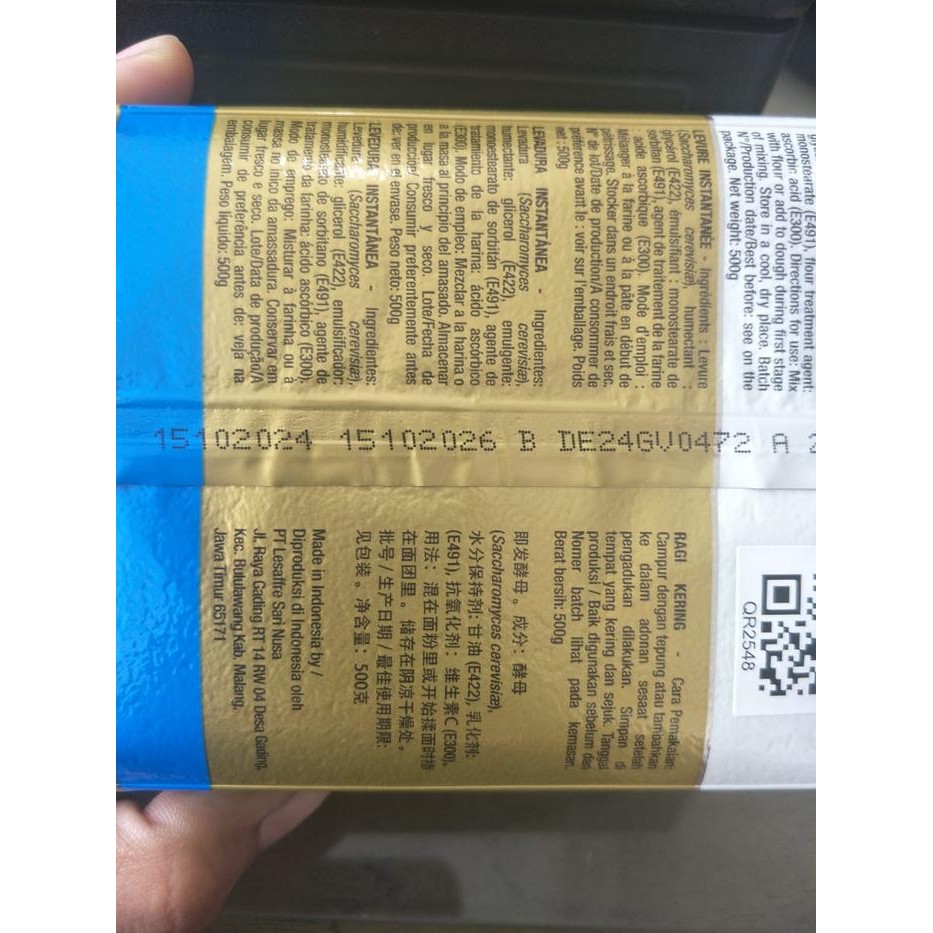 monostearate (E491), flour treatment agent:
ascorbic acid (E300). Directions for use: Mix
with flour or add to dough during first stage
of mixing. Store in a cool, dry place. Batch
N°/Production date/Best before: see on the
package. Net weight: 500g
LEVURE INSTANTANÉE - Ingrédients : Levure
(Saccharomyces cerevisiæ), humectant :
glycérol (E422), émulsifiant : monostéarate de
sorbitan (E491), agent de traitement de la farine
: acide ascorbique (E300). Mode d'emploi :
Mélanger à la farine ou à la pâte en début de
pétrissage. Stocker dans un endroit frais et sec.
N° de lot/Date de production/A consommer de
préférence avant le : voir sur l'emballage. Poids
net : 500g
LEVADURA INSTANTÁNEA - Ingredientes:
Levadura (Saccharomyces cerevisiæ),
humectante: glicerol (E422), emulgente:
monoestearato de sorbitán (E491), agente de
tratamiento de la harina: ácido ascórbico
(E300). Modo de empleo: Mezclar a la harina o
a la masa al principio del amasado. Almacenar
en lugar fresco y seco. Lote/Fecha de
producción/ Consumir preferentemente antes
de: ver en el envase. Peso neto: 500g
LEVEDURA INSTANTÂNEA - Ingredientes:
Levedura (Saccharomyces cerevisiæ),
humidificante: glicerol (E422), emulsificador:
monostearato de sorbitano (E491), agente de
tratamento da farinha: ácido ascórbico (E300).
Modo de emprego: Misturar à farinha ou à
massa no início da amassadura. Conservar em
lugar fresco e seco. Lote/Data de produção/A
consumir de preferência antes de: veja na
embalagem. Peso líquido: 500g
15102024 15102026 A DE24GV0472 A
QR2548
RAGI KERING - Cara Pemakaian:
Campur dengan tepung atau tambahkan
ke dalam adonan sesaat setelah
pengadukan dilakukan. Simpan di
tempat yang kering dan sejuk. Tanggal
produksi / Baik digunakan sebelum dan
Nomer batch lihat pada kemasan.
Berat bersih: 500g
即发酵母。成分：酵母
(Saccharomyces cerevisiæ),
水分保持剂: 甘油 (E422), 乳化剂:
(E491), 抗氧化剂：维生素C (E300).
用法：混在面粉里或开始揉面时掺
在面团里。储存在阴凉干燥处。
批号 / 生产日期 / 最佳使用期限:
见包装。净含量：500克
Made in Indonesia by /
Diproduksi di Indonesia oleh
PT Lesaffre Sari Nusa
Jl. Raya Gading RT 14 RW 04 Desa Gading,
Kec. Bululawang,Kab. Malang,
Jawa Timur 65171